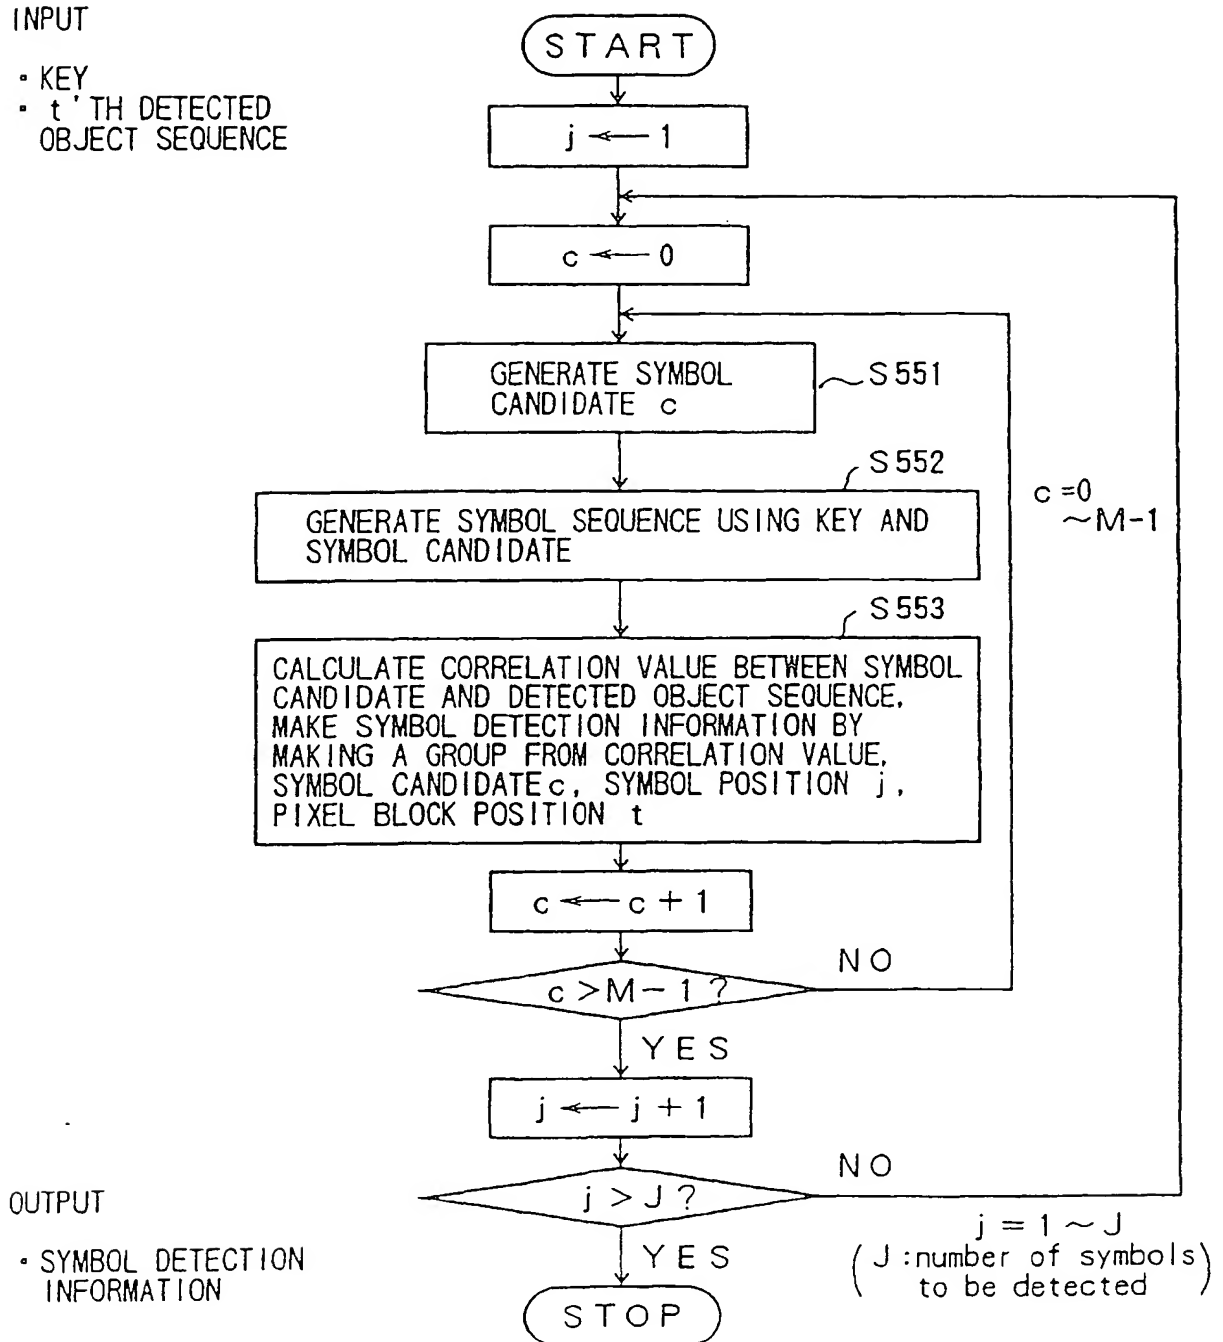 INPUT
・KEY
・t'TH DETECTED
OBJECT SEQUENCE
START
j ← 1
c ← 0
GENERATE SYMBOL
CANDIDATE c
S551
S552
GENERATE SYMBOL SEQUENCE USING KEY AND
SYMBOL CANDIDATE
c=0
~M-1
S553
CALCULATE CORRELATION VALUE BETWEEN SYMBOL
CANDIDATE AND DETECTED OBJECT SEQUENCE,
MAKE SYMBOL DETECTION INFORMATION BY
MAKING A GROUP FROM CORRELATION VALUE,
SYMBOL CANDIDATE c, SYMBOL POSITION j,
PIXEL BLOCK POSITION t
c ← c + 1
c > M - 1 ?
NO
YES
j ← j + 1
j > J ?
NO
YES
j = 1 ~ J
(J : number of symbols
to be detected)
STOP
OUTPUT
・SYMBOL DETECTION
INFORMATION